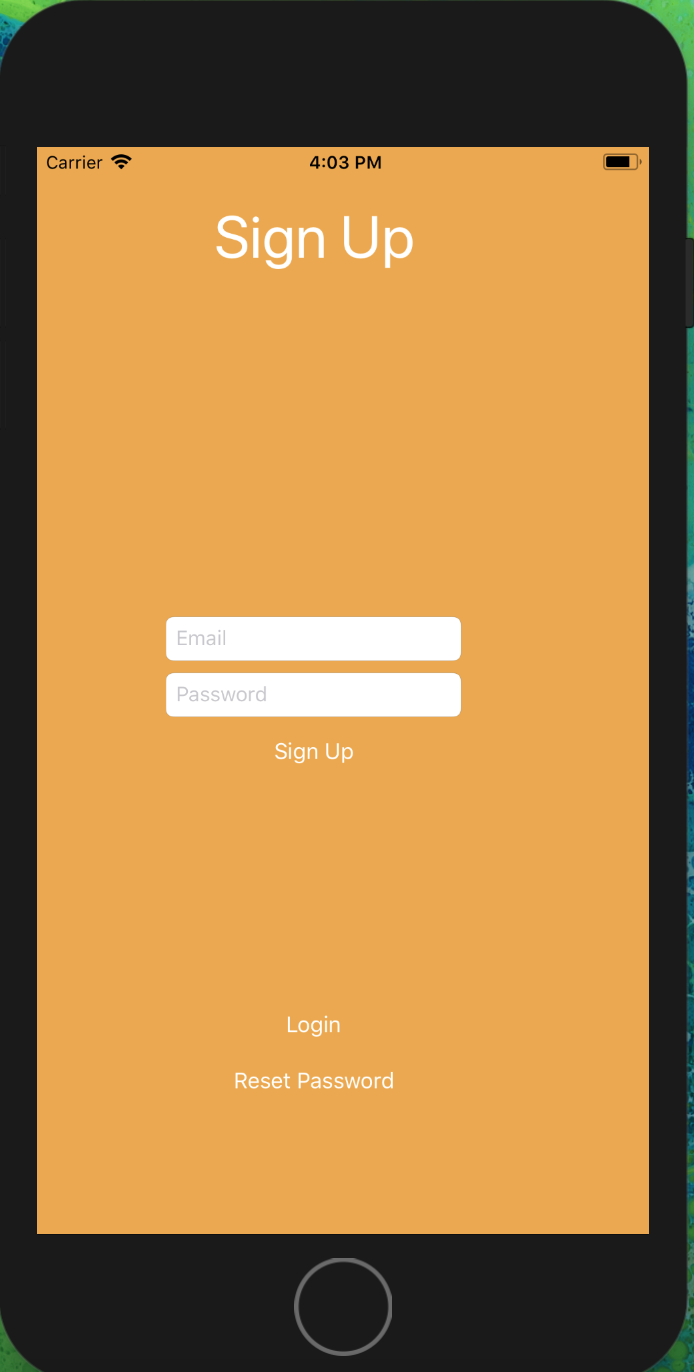 Carrier 4:03 PM
Sign Up
Email
Password
Sign Up
Login
Reset Password